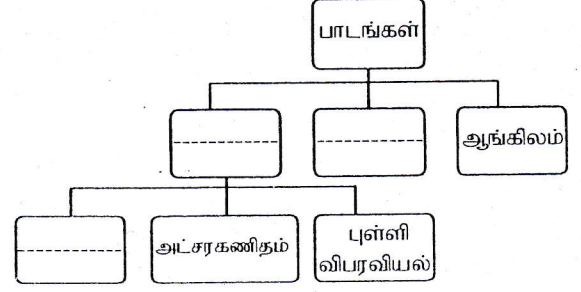 பாடங்கள்
ஆங்கிலம்
அட்சரகணிதம்
புள்ளி
விபரவியல்